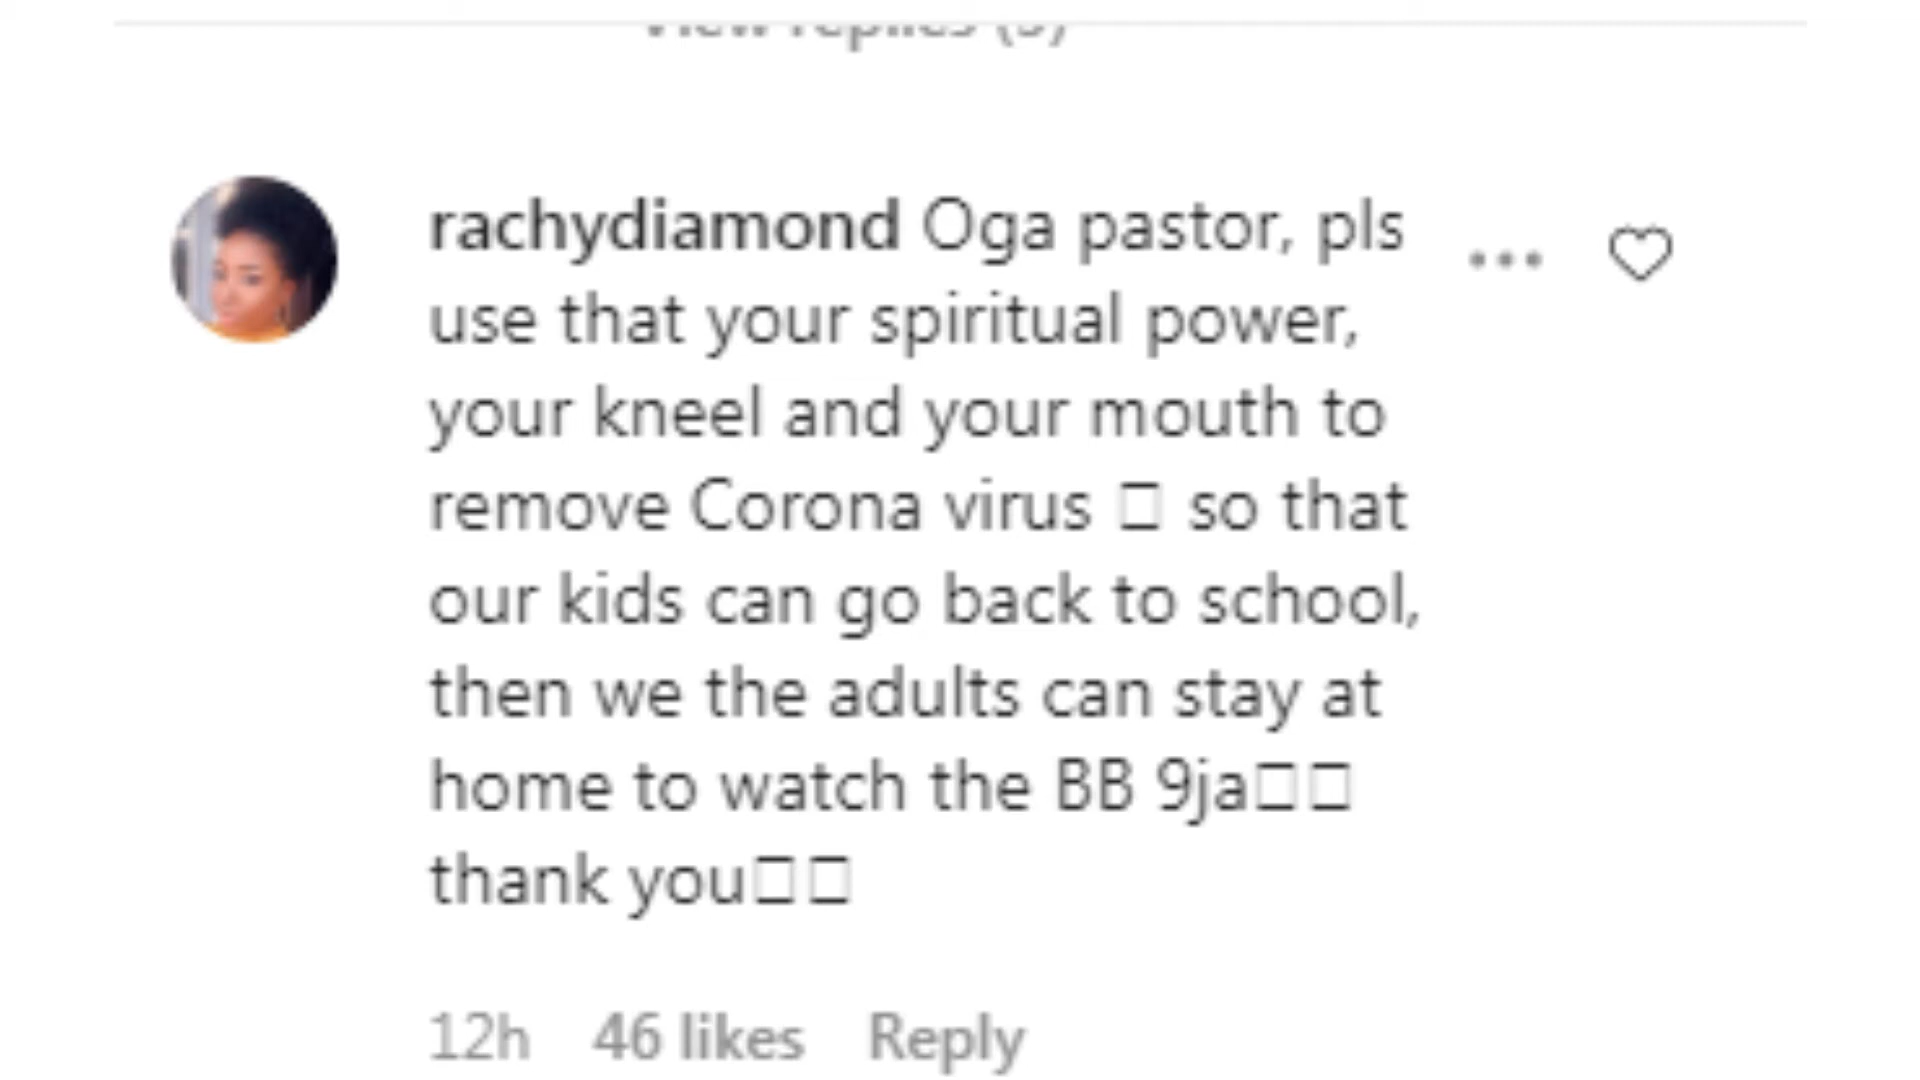 View replies
rachydiamond Oga pastor, pls
use that your spiritual power,
your kneel and your mouth to
remove Corona virus □ so that
our kids can go back to school,
then we the adults can stay at
home to watch the BB 9ja□□
thank you□□
12h 46 likes Reply